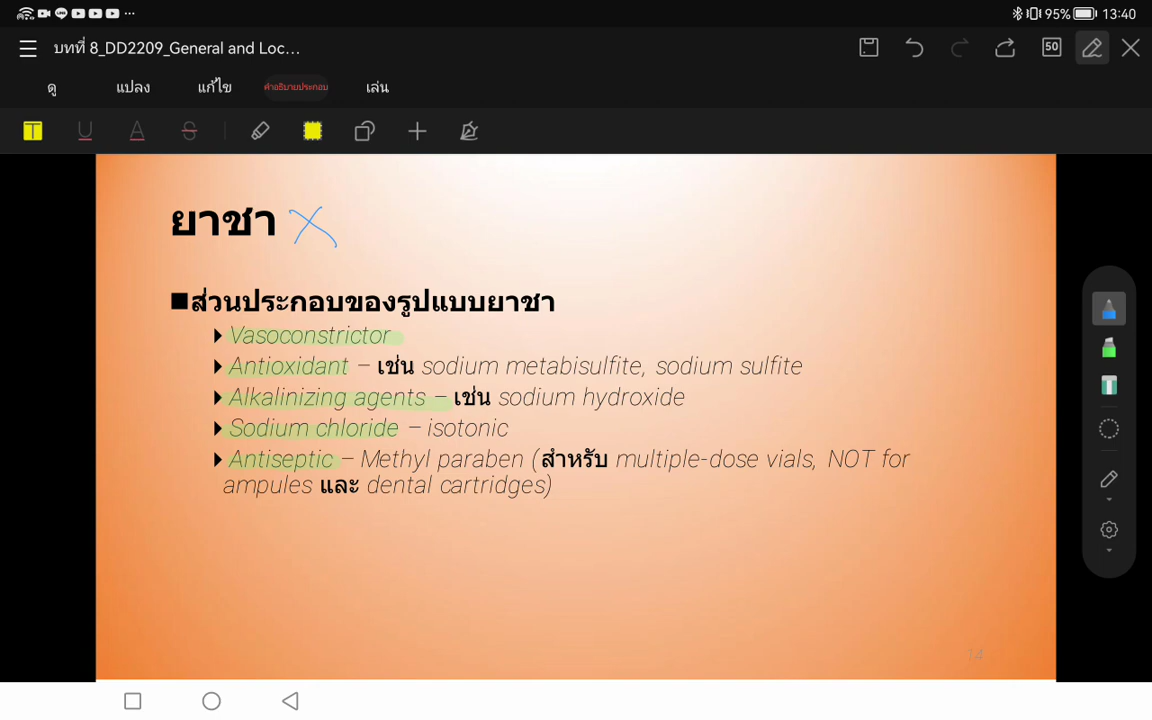 95% 13:40
บทที่ 8_DD2209_General and Loc...
50
ดู แปลง แก้ไข คำอธิบายประกอบ เล่น
T U A S
ยาชา
ส่วนประกอบของรูปแบบยาชา
Vasoconstrictor
Antioxidant – เช่น sodium metabisulfite, sodium sulfite
Alkalinizing agents – เช่น sodium hydroxide
Sodium chloride – isotonic
Antiseptic – Methyl paraben (สำหรับ multiple-dose vials, NOT for
ampules และ dental cartridges)
14